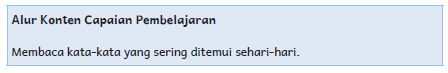 Alur Konten Capaian Pembelajaran
Membaca kata-kata yang sering ditemui sehari-hari.